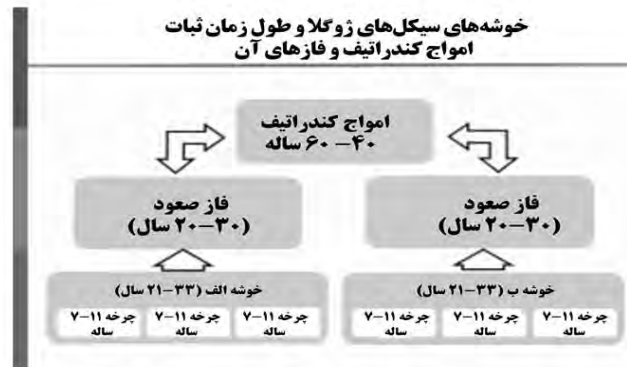 خوشه‌های سیکل‌های ژوگلا و طول زمان ثبات
امواج کندراتیف و فازهای آن
امواج کندراتیف
۴۰– ۶۰ ساله
فاز صعود
(۲۰–۳۰ سال)
فاز صعود
(۲۰–۳۰ سال)
خوشه ب (۳۳–۲۱ سال)
چرخه ۱۱–۷
ساله
چرخه ۱۱–۷
ساله
چرخه ۱۱–۷
ساله
خوشه الف (۳۳–۲۱ سال)
چرخه ۱۱–۷
ساله
چرخه ۱۱–۷
ساله
چرخه ۱۱–۷
ساله